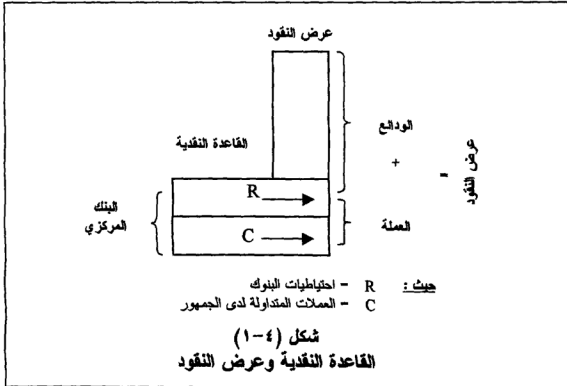 عرض النقود
الودائع
القاعدة النقدية
+
=
عرض النقود
R
البنك
المركزي
العملة
C
حيث : R - احتياطيات البنوك
C - العملات المتداولة لدى الجمهور
شكل (٤-١)
القاعدة النقدية وعرض النقود